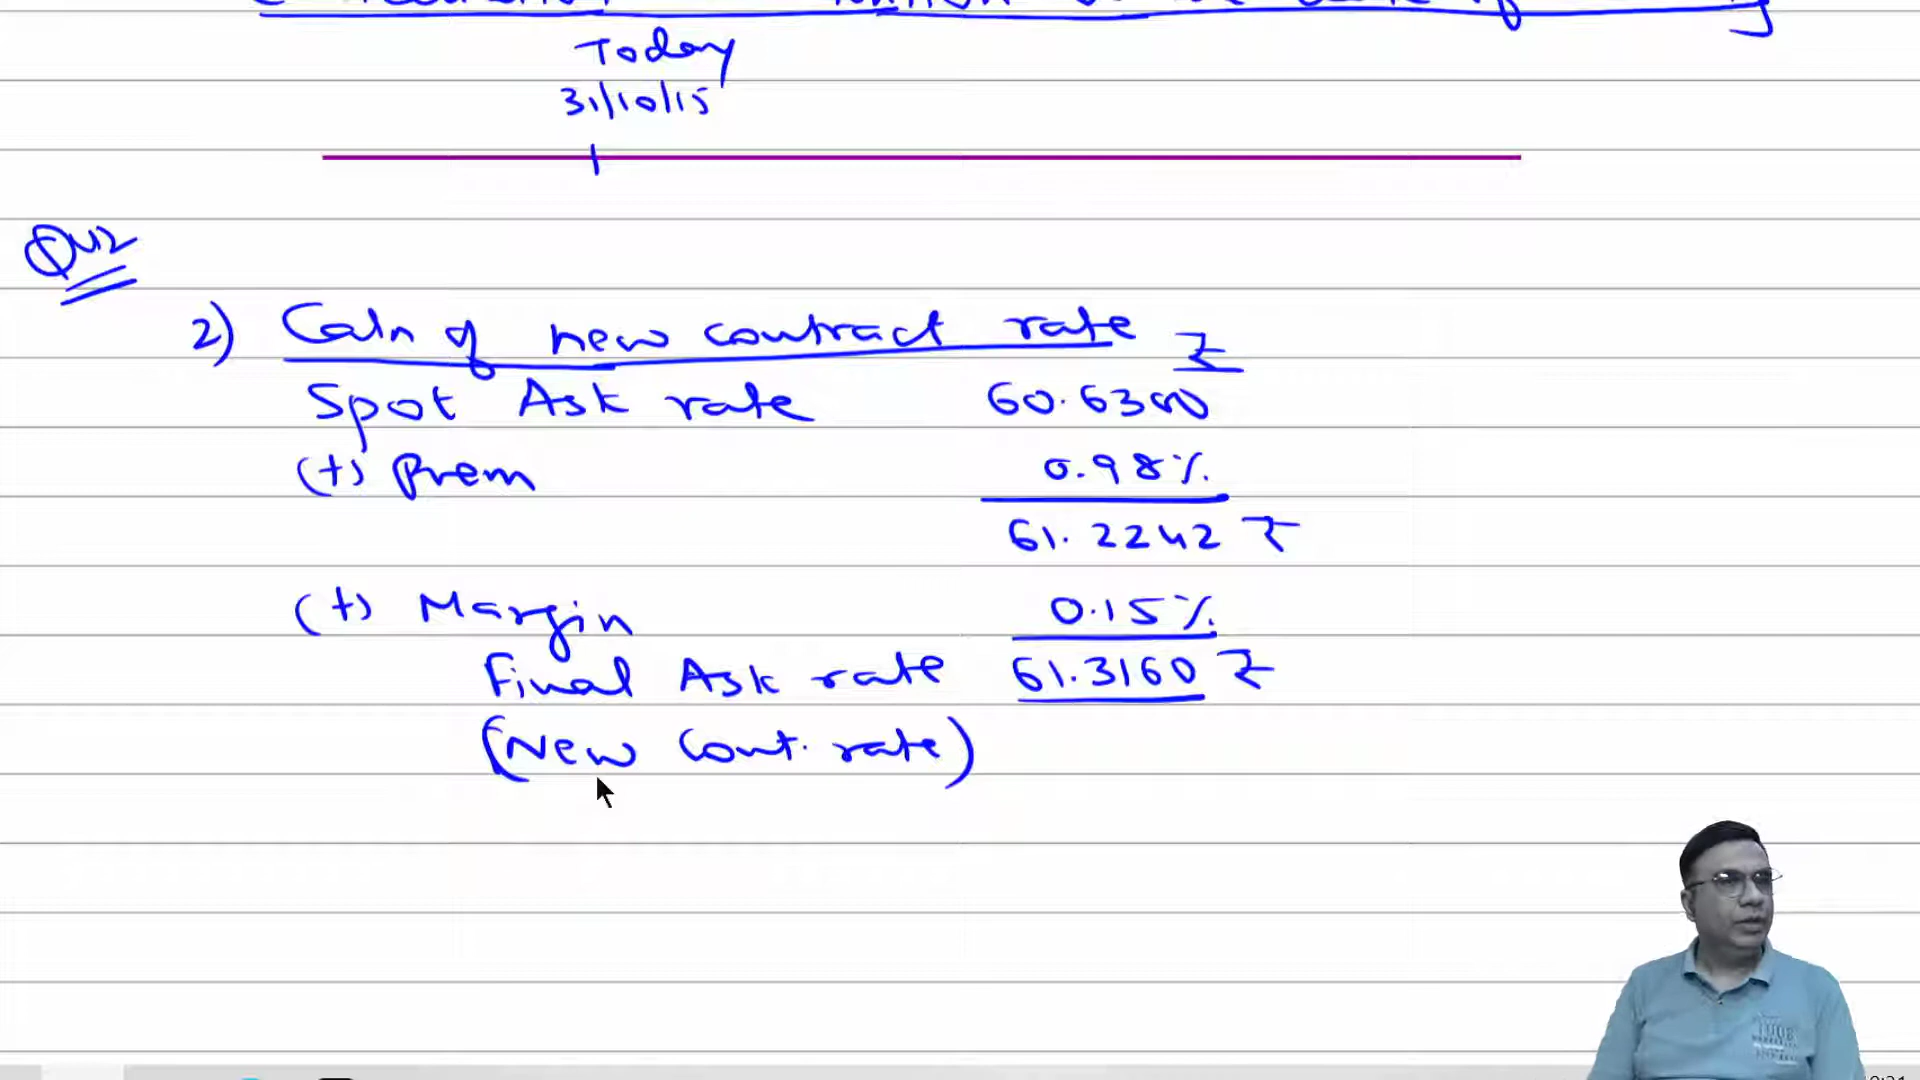 Today
31/10/15
Q42
2) Caln of new contract rate ₹
Spot Ask rate 60.6300
(+) Prem 0.98%
61.2242 ₹
(+) Margin 0.15%
Final Ask rate 61.3160 ₹
(New Cont. rate)